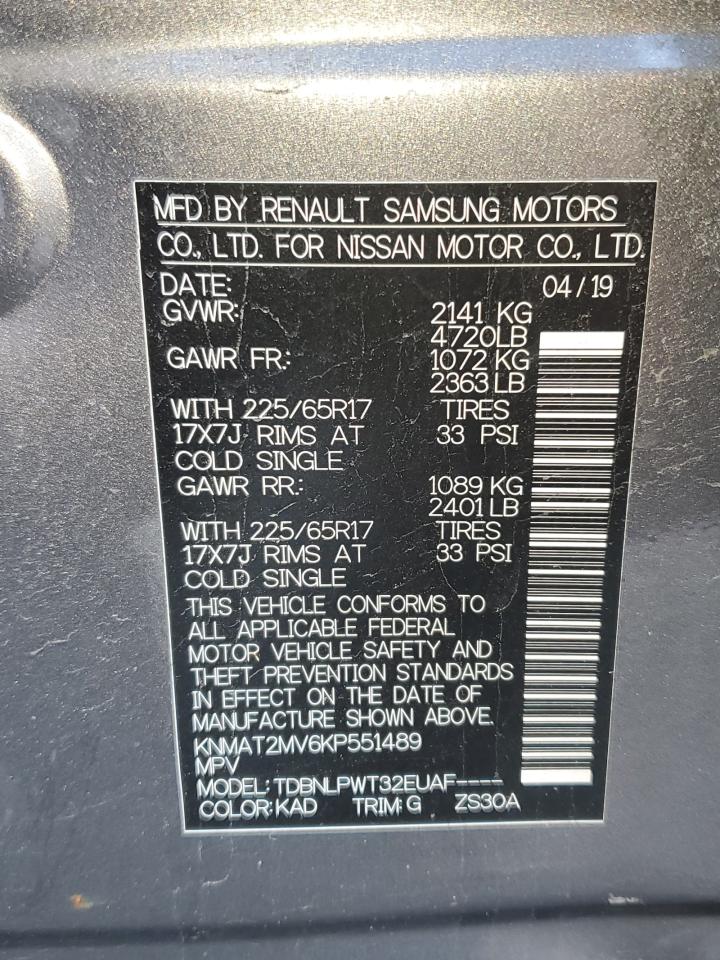 MFD BY RENAULT SAMSUNG MOTORS
CO., LTD. FOR NISSAN MOTOR CO., LTD.
DATE: 04/19
GVWR: 2141 KG
4720LB
GAWR FR.: 1072 KG
2363 LB
WITH 225/65R17 TIRES
17X7J RIMS AT 33 PSI
COLD SINGLE
GAWR RR.: 1089 KG
2401 LB
WITH 225/65R17 TIRES
17X7J RIMS AT 33 PSI
COLD SINGLE
THIS VEHICLE CONFORMS TO
ALL APPLICABLE FEDERAL
MOTOR VEHICLE SAFETY AND
THEFT PREVENTION STANDARDS
IN EFFECT ON THE DATE OF
MANUFACTURE SHOWN ABOVE.
KNMAT2MV6KP551489
MPV
MODEL: TDBNLPWT32EUAF----
COLOR: KAD TRIM: G ZS30A